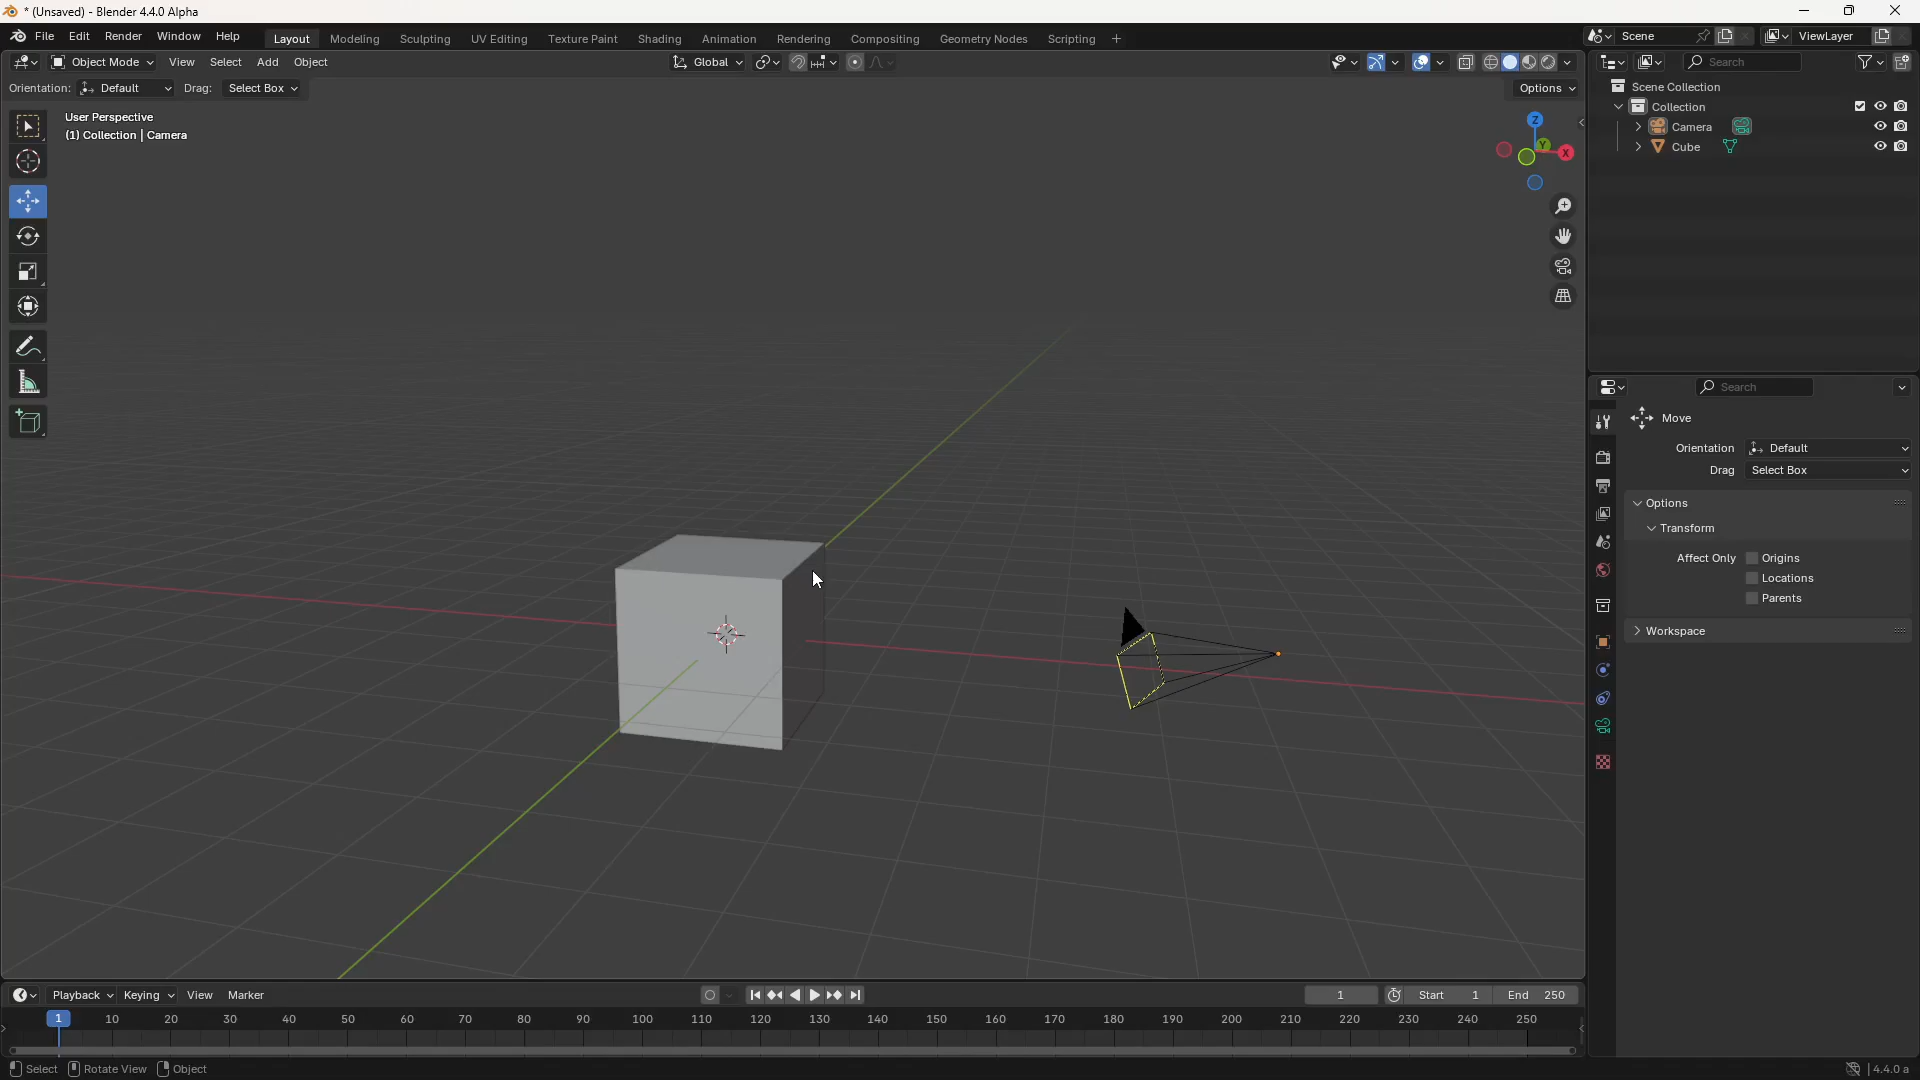 * (Unsaved) - Blender 4.4.0 Alpha
File Edit Render Window Help Layout Modeling Sculpting UV Editing Texture Paint Shading Animation Rendering Compositing Geometry Nodes Scripting + Scene ViewLayer
Object Mode View Select Add Object Global Search
Orientation: Default Drag: Select Box Options
User Perspective
(1) Collection | Camera
Z
Y
X
Scene Collection
Collection
Camera
Cube
Search
Move
Orientation Default
Drag Select Box
Options
Transform
Affect Only Origins
Locations
Parents
Workspace
Playback Keying View Marker 1 Start 1 End 250
1 10 20 30 40 50 60 70 80 90 100 110 120 130 140 150 160 170 180 190 200 210 220 230 240 250
Select Rotate View Object 4.4.0 a